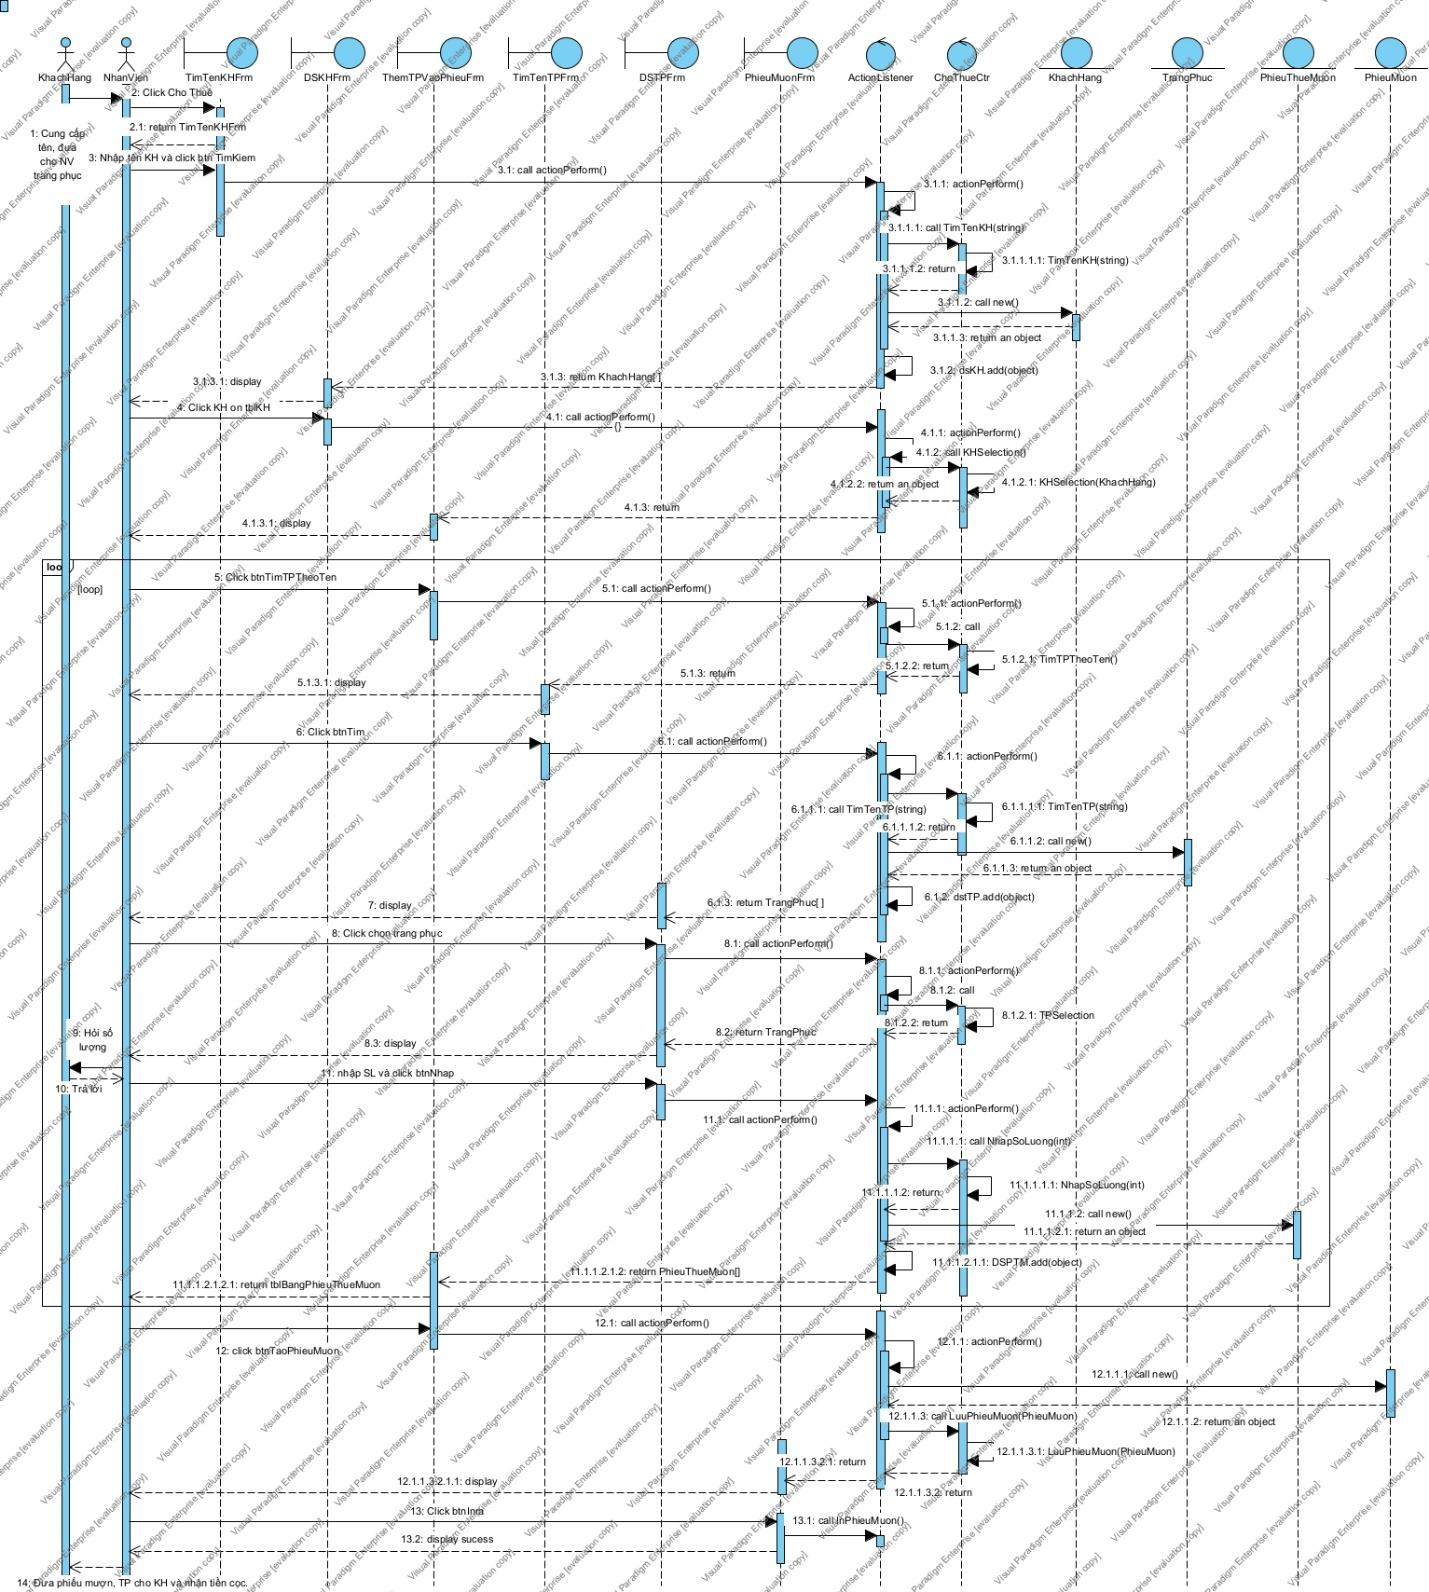 KhachHang
NhanVien
TimTenKHFrm
DSKHFrm
ThemTPVaoPhieuFrm
TimTenTPFrm
DSTPFrm
PhieuMuonFrm
ActionListener
ChoThueCtr
KhachHang
TrangPhuc
PhieuThueMuon
PhieuMuon
2: Click Cho Thuê
1: Cung cấp
tên, đưa
cho NV
trang phục
2.1: return TimTenKHFrm
3: Nhập tên KH và click btn TimKiem
3.1: call actionPerform()
3.1.1: actionPerform()
3.1.1.1: call TimTenKH(string)
3.1.1.1.1: TimTenKH(string)
3.1.1.1.2: return
3.1.1.2: call new()
3.1.1.3: return an object
3.1.2: dsKH.add(object)
3.1.3: return KhachHang[ ]
3.1.3.1: display
4: Click KH on tblKH
4.1: call actionPerform()
()
4.1.1: actionPerform()
4.1.2: call KHSelection()
4.1.2.1: KHSelection(KhachHang)
4.1.2.2: return an object
4.1.3: return
4.1.3.1: display
loop
[loop]
5: Click btnTimTPTheoTen
5.1: call actionPerform()
5.1.1: actionPerform()
5.1.2: call
5.1.2.1: TimTPTheoTen()
5.1.2.2: return
5.1.3: return
5.1.3.1: display
6: Click btnTim
6.1: call actionPerform()
6.1.1: actionPerform()
6.1.1.1: call TimTenTP(string)
6.1.1.1.1: TimTenTP(string)
6.1.1.1.2: return
6.1.1.2: call new()
6.1.1.3: return an object
6.1.2: dstTP.add(object)
6.1.3: return TrangPhuc[ ]
7: display
8: Click chọn trang phục
8.1: call actionPerform()
8.1.1: actionPerform()
8.1.2: call
8.1.2.1: TPSelection
8.1.2.2: return
8.2: return TrangPhuc
8.3: display
9: Hỏi số
lượng
10: Trả lời
11: nhập SL và click btnNhap
11.1: call actionPerform()
11.1.1: actionPerform()
11.1.1.1: call NhapSoLuong(int)
11.1.1.1.1: NhapSoLuong(int)
11.1.1.1.2: return
11.1.1.2: call new()
11.1.1.2.1: return an object
11.1.1.2.1.1: DSPTM.add(object)
11.1.1.2.1.2: return PhieuThueMuon[]
11.1.1.2.1.2.1: return tblBangPhieuThueMuon
12: click btnTaoPhieuMuon
12.1: call actionPerform()
12.1.1: actionPerform()
12.1.1.1: call new()
12.1.1.2: return an object
12.1.1.3: call LuuPhieuMuon(PhieuMuon)
12.1.1.3.1: LuuPhieuMuon(PhieuMuon)
12.1.1.3.2: return
12.1.1.3.2.1: return
12.1.1.3.2.1.1: display
13: Click btnInra
13.1: call InPhieuMuon()
13.2: display sucess
14: Đưa phiếu mượn, TP cho KH và nhận tiền cọc.
Visual Paradigm Enterprise [evaluation copy]